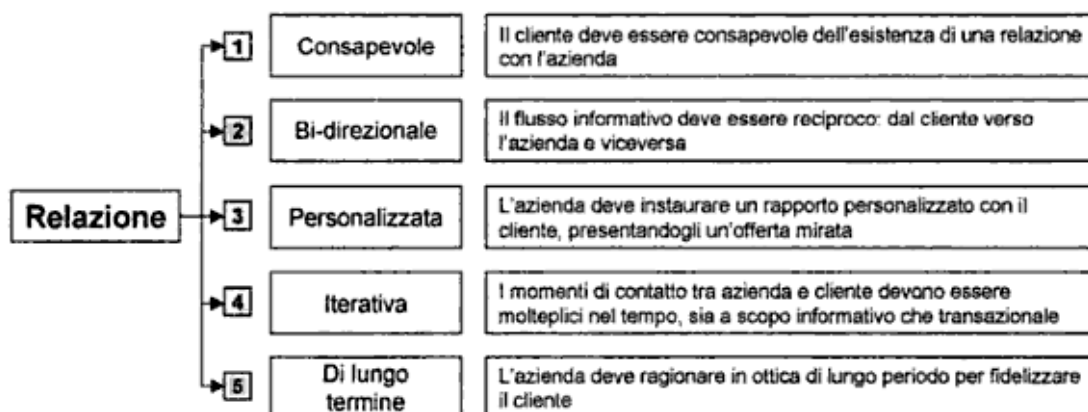 1
Consapevole
Il cliente deve essere consapevole dell'esistenza di una relazione
con l'azienda
2
Bi-direzionale
Il flusso informativo deve essere reciproco: dal cliente verso
l'azienda e viceversa
Relazione
3
Personalizzata
L'azienda deve instaurare un rapporto personalizzato con il
cliente, presentandogli un'offerta mirata
4
Iterativa
I momenti di contatto tra azienda e cliente devono essere
molteplici nel tempo, sia a scopo informativo che transazionale
5
Di lungo
termine
L'azienda deve ragionare in ottica di lungo periodo per fidelizzare
il cliente